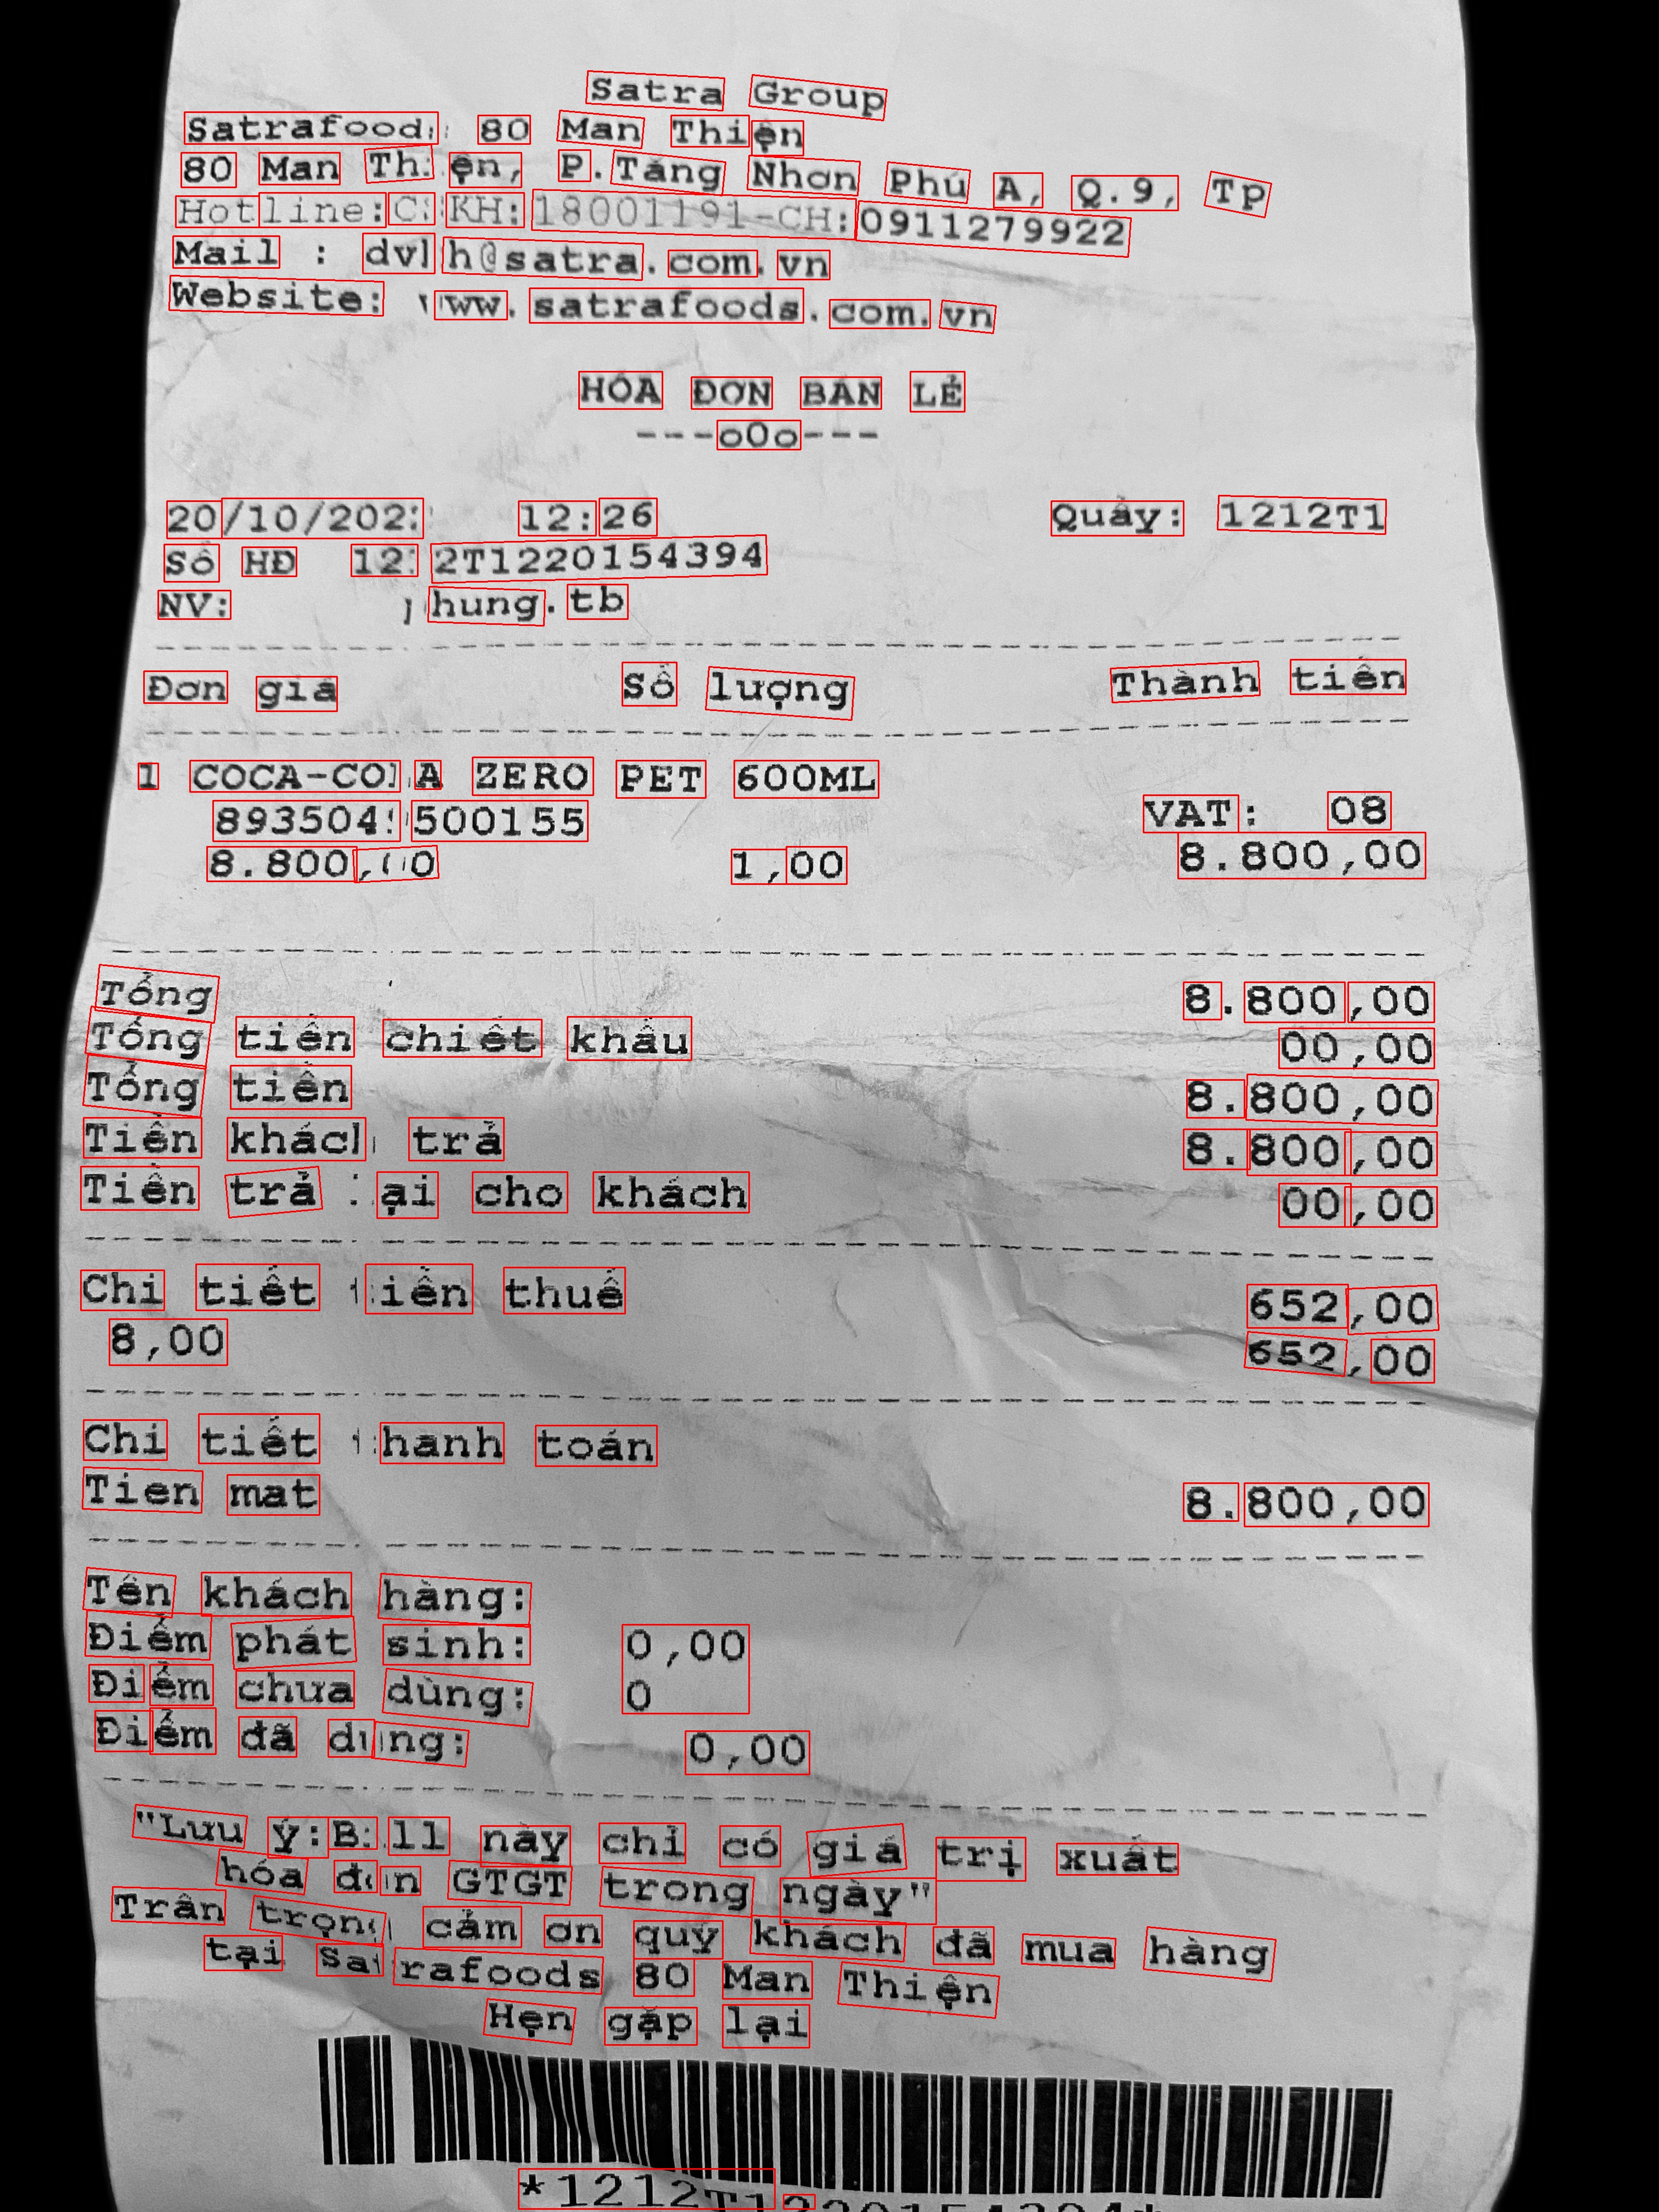 Satra Group
Satrafoods 80 Man Thiện
80 Man Thiện, P.Tăng Nhơn Phú A, Q.9, Tp
Hotline:CSKH:18001191-CH:0911279922
Mail : dvkh@satra.com.vn
Website: www.satrafoods.com.vn
HÓA ĐƠN BÁN LẺ
---oOo---
20/10/202 12:26 Quầy: 1212T1
Số HĐ 1212T1220154394
NV: phung.tb
Đơn giá Số lượng Thành tiền
1 COCA-COLA ZERO PET 600ML
8935049500155 VAT: 08
8.800,00 1,00 8.800,00
Tổng 8.800,00
Tổng tiền chiết khấu 00,00
Tổng tiền 8.800,00
Tiền khách trả 8.800,00
Tiền trả lại cho khách 00,00
Chi tiết tiền thuế 652,00
8,00 652,00
Chi tiết thanh toán
Tien mat 8.800,00
Tên khách hàng:
Điểm phát sinh: 0,00
Điểm chưa dùng: 0
Điểm đã dùng: 0,00
"Lưu ý:Bill này chỉ có giá trị xuất
hóa đơn GTGT trong ngày"
Trân trọng cảm ơn quý khách đã mua hàng
tại Satrafoods 80 Man Thiện
Hẹn gặp lại
*1212T1220154394*